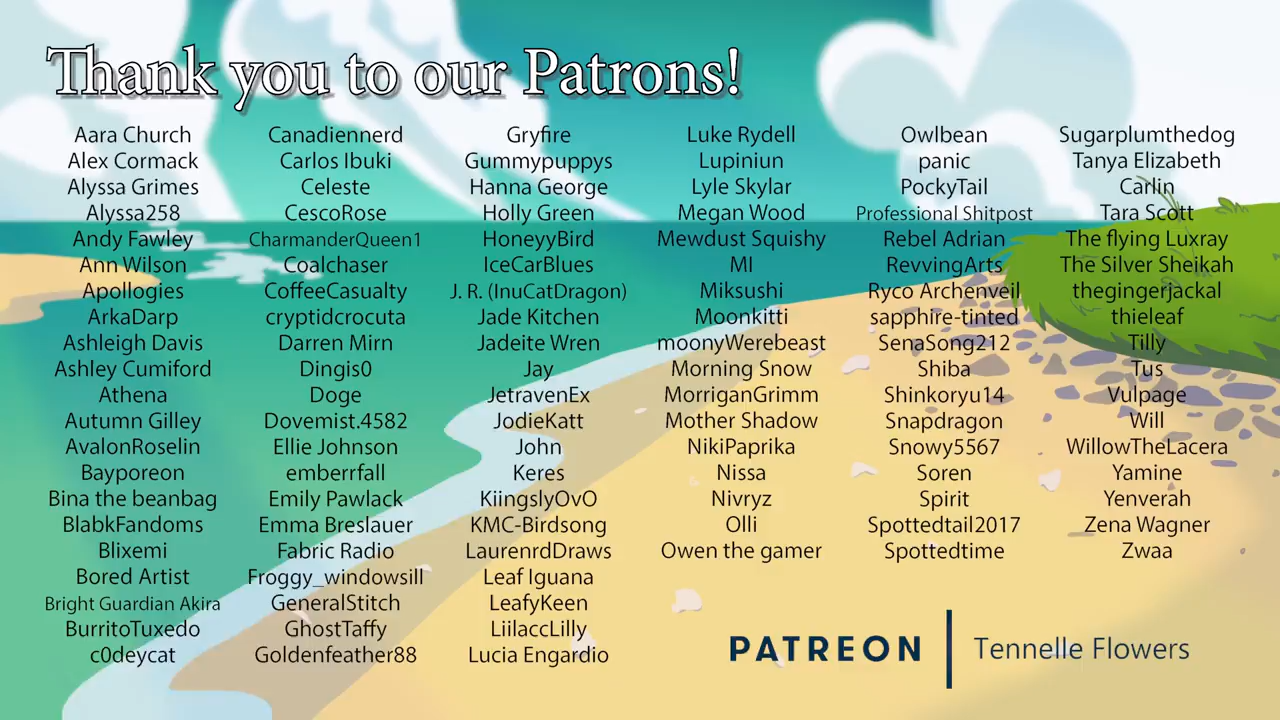 Thank you to our Patrons!
Aara Church
Alex Cormack
Alyssa Grimes
Alyssa258
Andy Fawley
Ann Wilson
Apollogies
ArkaDarp
Ashleigh Davis
Ashley Cumiford
Athena
Autumn Gilley
AvalonRoselin
Bayporeon
Bina the beanbag
BlabkFandoms
Blixemi
Bored Artist
Bright Guardian Akira
BurritoTuxedo
c0deycat
Canadiennerd
Carlos Ibuki
Celeste
CescoRose
CharmanderQueen1
Coalchaser
CoffeeCasualty
cryptidcrocuta
Darren Mirn
Dingis0
Doge
Dovemist.4582
Ellie Johnson
emberrfall
Emily Pawlack
Emma Breslauer
Fabric Radio
Froggy_windowsill
GeneralStitch
GhostTaffy
Goldenfeather88
Gryfire
Gummypuppys
Hanna George
Holly Green
HoneyyBird
IceCarBlues
J. R. (InuCatDragon)
Jade Kitchen
Jadeite Wren
Jay
JetravenEx
JodieKatt
John
Keres
KiingslyOvO
KMC-Birdsong
LaurenrdDraws
Leaf Iguana
LeafyKeen
LiilaccLilly
Lucia Engardio
Luke Rydell
Lupiniun
Lyle Skylar
Megan Wood
Mewdust Squishy
MI
Miksushi
Moonkitti
moonyWerebeast
Morning Snow
MorriganGrimm
Mother Shadow
NikiPaprika
Nissa
Nivryz
Olli
Owen the gamer
Owlbean
panic
PockyTail
Professional Shitpost
Rebel Adrian
RevvingArts
Ryco Archenveil
sapphire-tinted
SenaSong212
Shiba
Shinkoryu14
Snapdragon
Snowy5567
Soren
Spirit
Spottedtail2017
Spottedtime
Sugarplumthedog
Tanya Elizabeth
Carlin
Tara Scott
The flying Luxray
The Silver Sheikah
thegingerjackal
thieleaf
Tilly
Tus
Vulpage
Will
WillowTheLacera
Yamine
Yenverah
Zena Wagner
Zwaa
PATREON
Tennelle Flowers